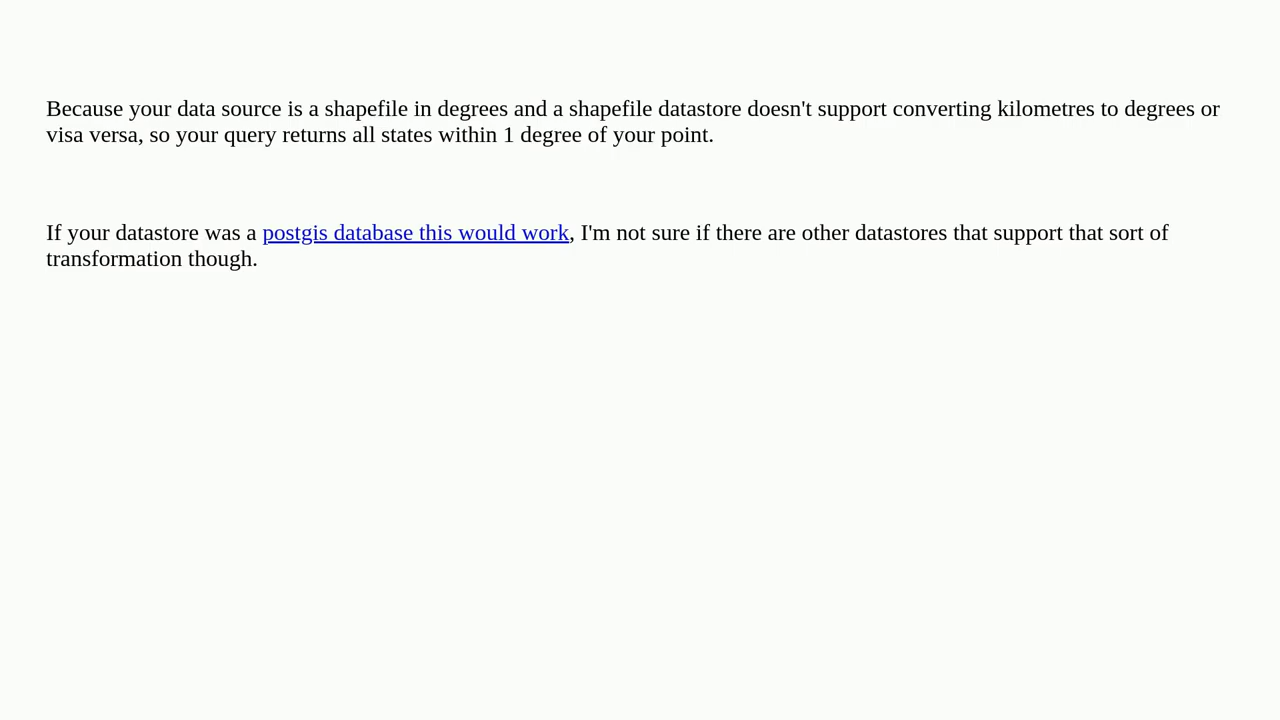 Because your data source is a shapefile in degrees and a shapefile datastore doesn't support converting kilometres to degrees or
visa versa, so your query returns all states within 1 degree of your point.
If your datastore was a postgis database this would work, I'm not sure if there are other datastores that support that sort of
transformation though.